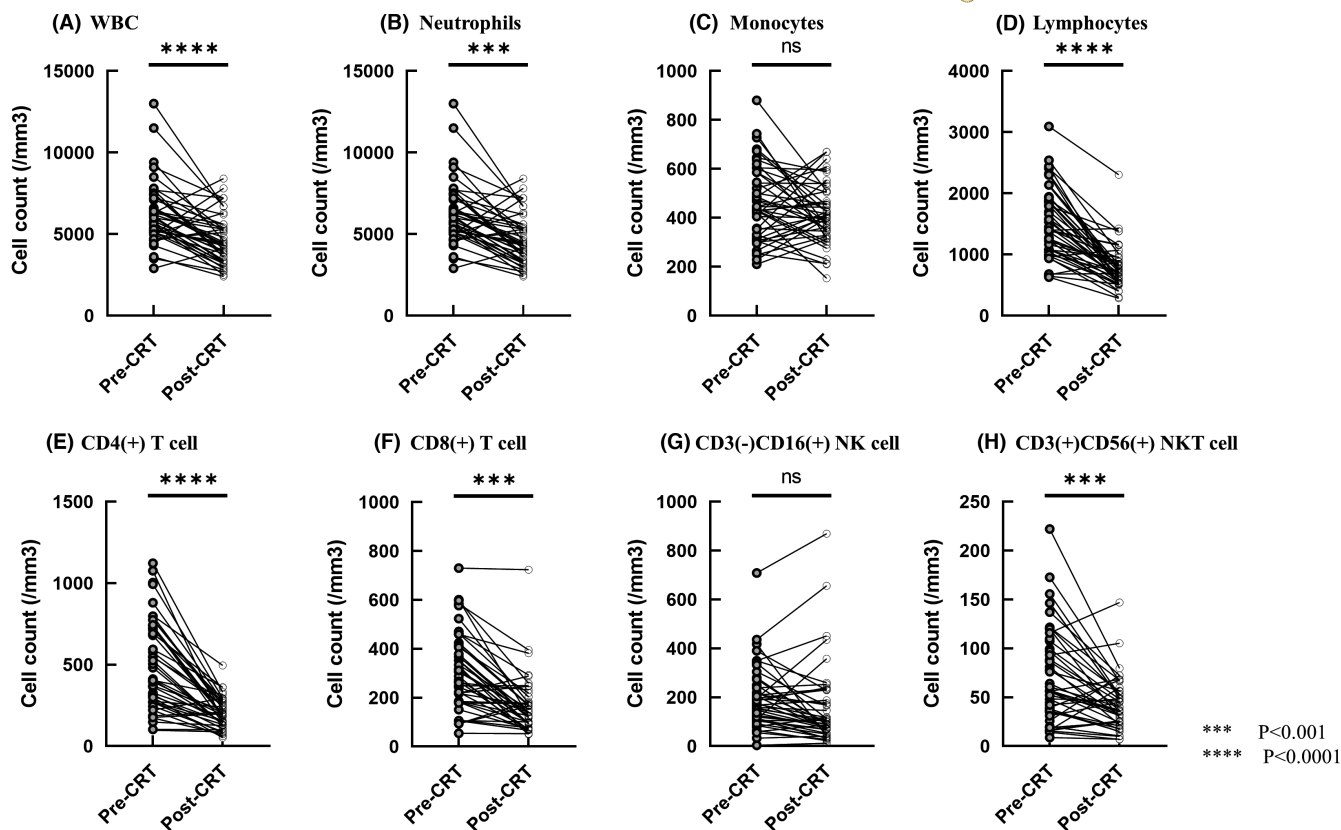 (A) WBC
****
Cell count (/mm3)
15000
10000
5000
0
Pre-CRT
Post-CRT
(B) Neutrophils
***
Cell count (/mm3)
15000
10000
5000
0
Pre-CRT
Post-CRT
(C) Monocytes
ns
Cell count (/mm3)
1000
800
600
400
200
0
Pre-CRT
Post-CRT
(D) Lymphocytes
****
Cell count (/mm3)
4000
3000
2000
1000
0
Pre-CRT
Post-CRT
(E) CD4(+) T cell
****
Cell count (/mm3)
1500
1000
500
0
Pre-CRT
Post-CRT
(F) CD8(+) T cell
***
Cell count (/mm3)
1000
800
600
400
200
0
Pre-CRT
Post-CRT
(G) CD3(-)CD16(+) NK cell
ns
Cell count (/mm3)
1000
800
600
400
200
0
Pre-CRT
Post-CRT
(H) CD3(+)CD56(+) NKT cell
***
Cell count (/mm3)
250
200
150
100
50
0
Pre-CRT
Post-CRT
*** P<0.001
**** P<0.0001